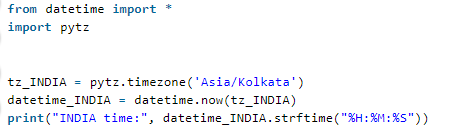 from datetime import *
import pytz
tz_INDIA = pytz.timezone('Asia/Kolkata')
datetime_INDIA = datetime.now(tz_INDIA)
print("INDIA time:", datetime_INDIA.strftime("%H:%M:%S"))